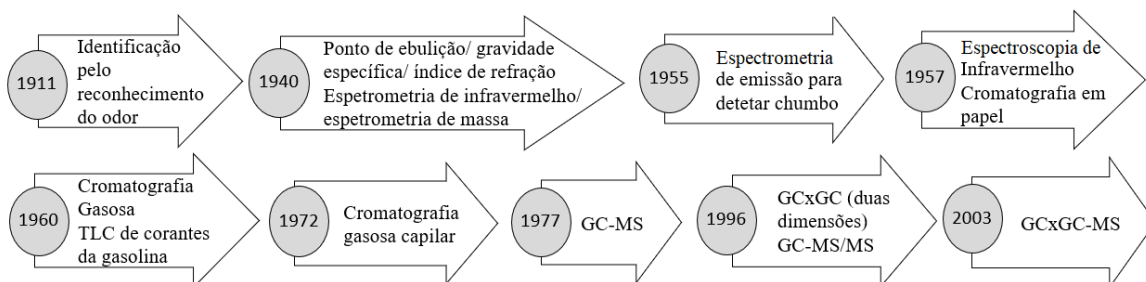 1911
Identificação
pelo
reconhecimento
do odor
1940
Ponto de ebulição/ gravidade
específica/ índice de refração
Espetrometria de infravermelho/
espetrometria de massa
1955
Espectrometria
de emissão para
detetar chumbo
1957
Espectroscopia de
Infravermelho
Cromatografia em
papel
1960
Cromatografia
Gasosa
TLC de corantes
da gasolina
1972
Cromatografia
gasosa capilar
1977
GC-MS
1996
GCxGC (duas
dimensões)
GC-MS/MS
2003
GCxGC-MS